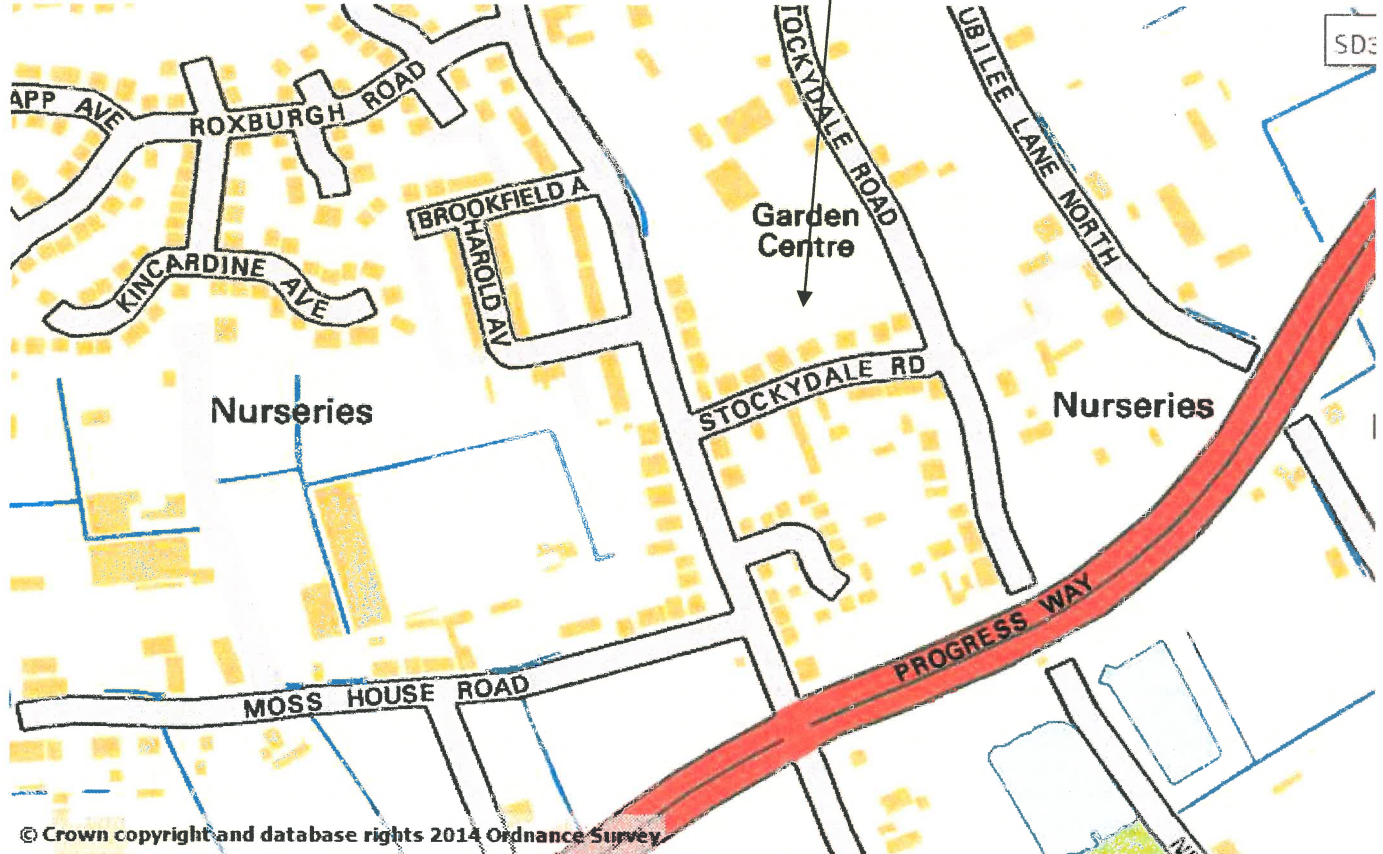 TOCKYDALE ROAD
UBILEE LANE NORTH
SD3
APP AVE
ROXBURGH ROAD
BROOKFIELD A
HAROLD AV
Garden
Centre
KINCARDINE AVE
STOCKYDALE RD
Nurseries
Nurseries
PROGRESS WAY
MOSS HOUSE ROAD
© Crown copyright and database rights 2014 Ordnance Survey